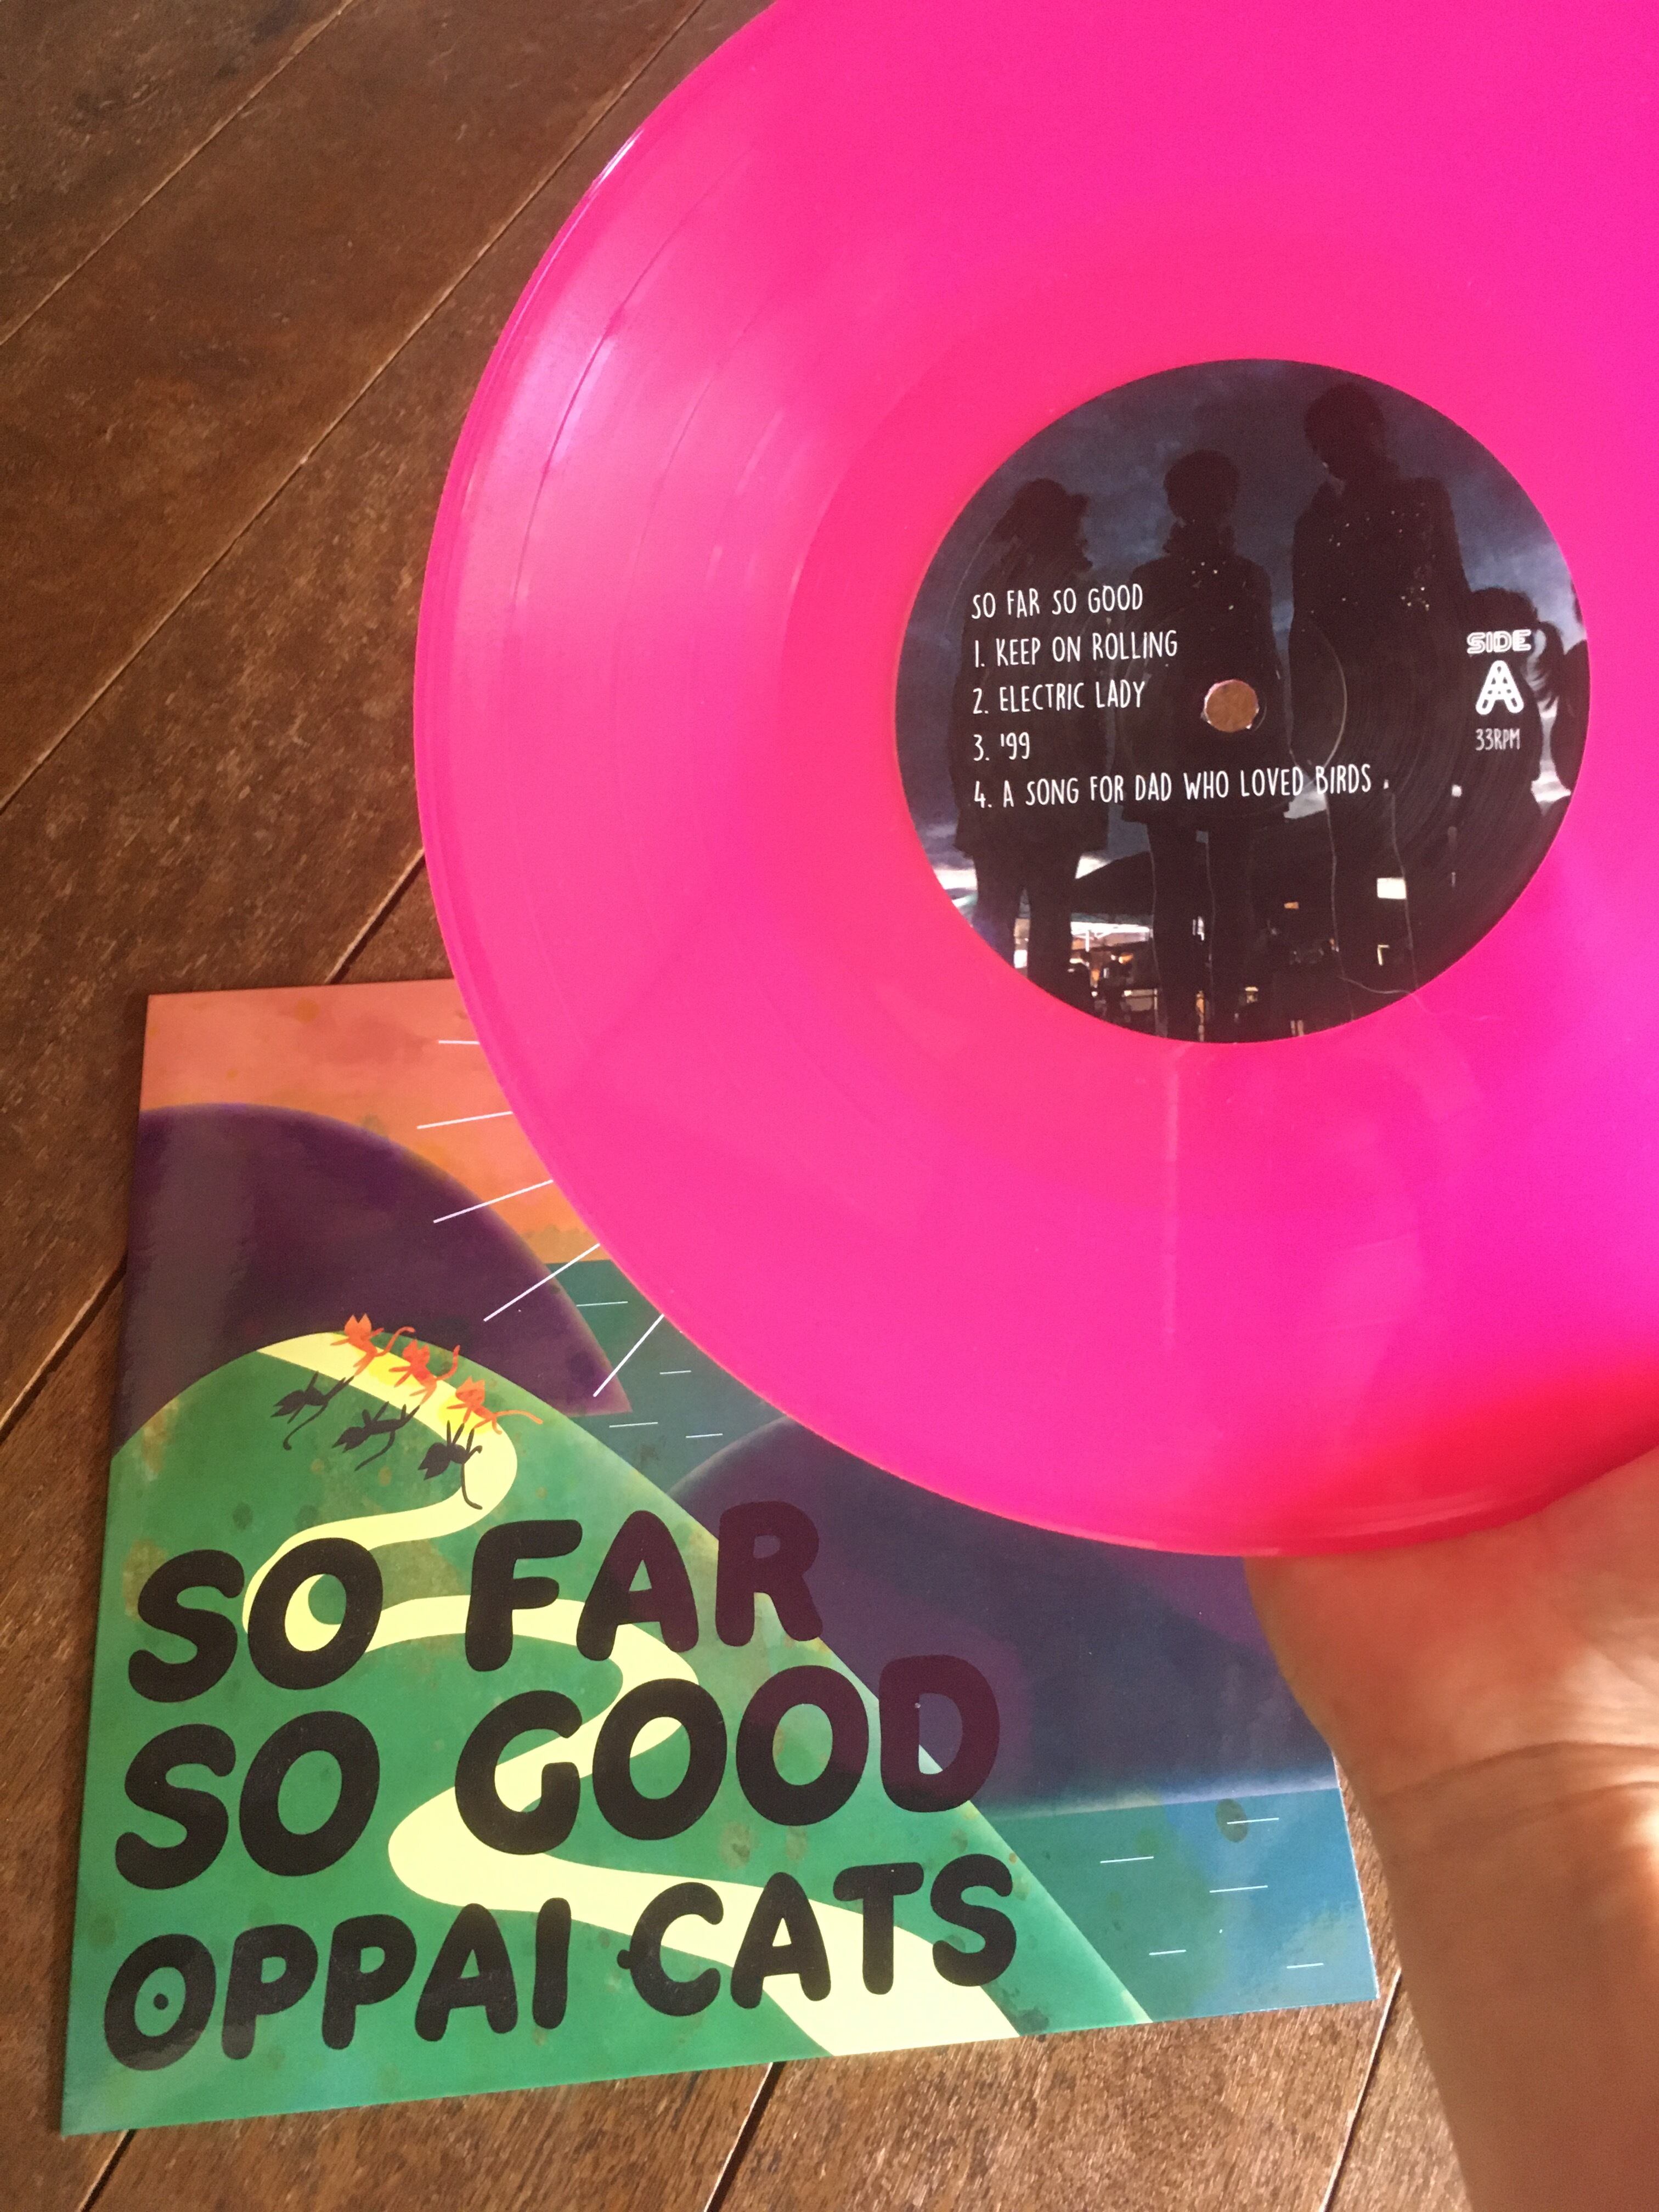 SO FAR SO GOOD
1. KEEP ON ROLLING
2. ELECTRIC LADY
3. '99
4. A SONG FOR DAD WHO LOVED BIRDS .
SIDE
A
33RPM
SO FAR
SO GOOD
OPPAI CATS